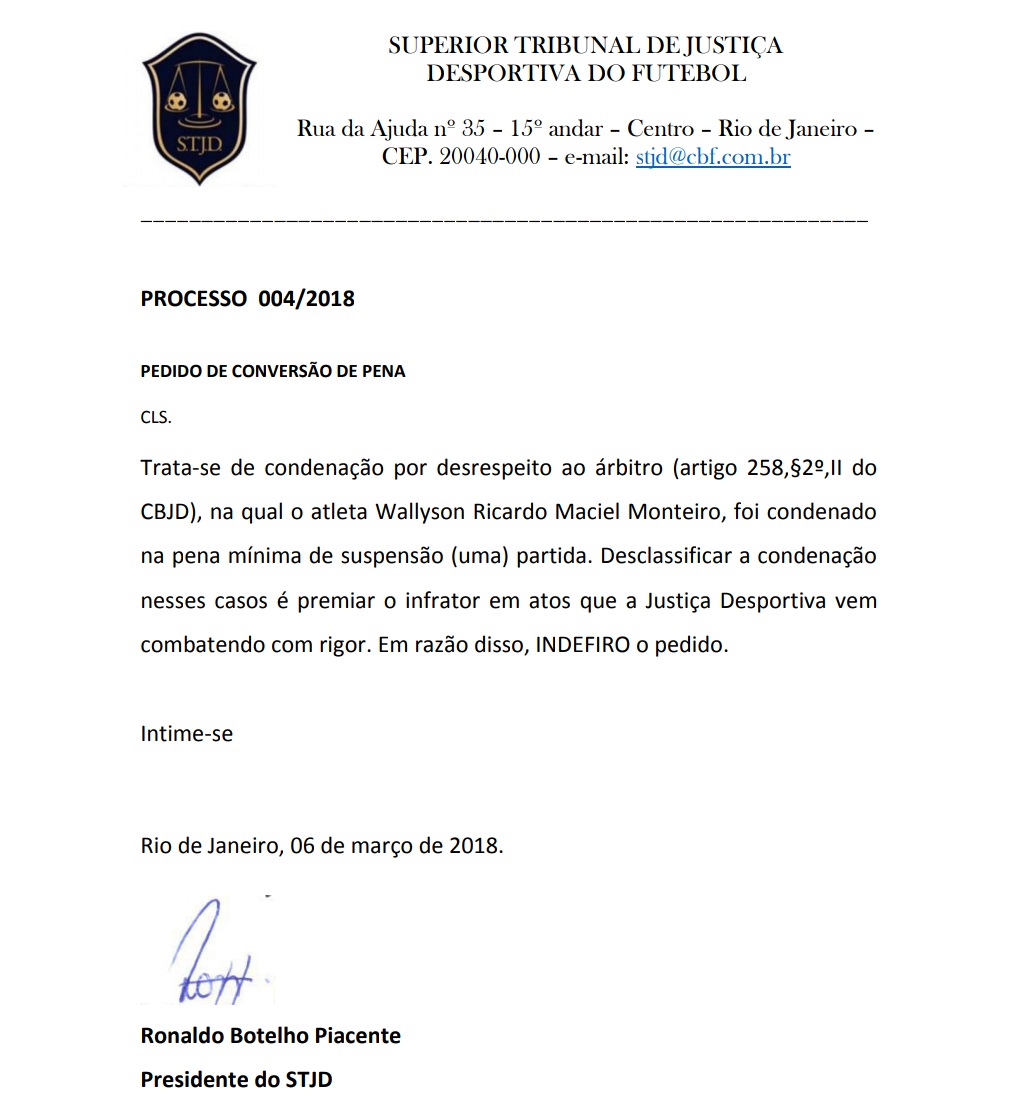 S.T.J.D.
SUPERIOR TRIBUNAL DE JUSTIÇA
DESPORTIVA DO FUTEBOL
Rua da Ajuda nº 35 – 15º andar – Centro – Rio de Janeiro –
CEP. 20040-000 – e-mail: stjd@cbf.com.br
PROCESSO  004/2018
PEDIDO DE CONVERSÃO DE PENA
CLS.
Trata-se de condenação por desrespeito ao árbitro (artigo 258,§2º,II do
CBJD), na qual o atleta Wallyson Ricardo Maciel Monteiro, foi condenado
na pena mínima de suspensão (uma) partida. Desclassificar a condenação
nesses casos é premiar o infrator em atos que a Justiça Desportiva vem
combatendo com rigor. Em razão disso, INDEFIRO o pedido.
Intime-se
Rio de Janeiro, 06 de março de 2018.
Ronaldo Botelho Piacente
Presidente do STJD